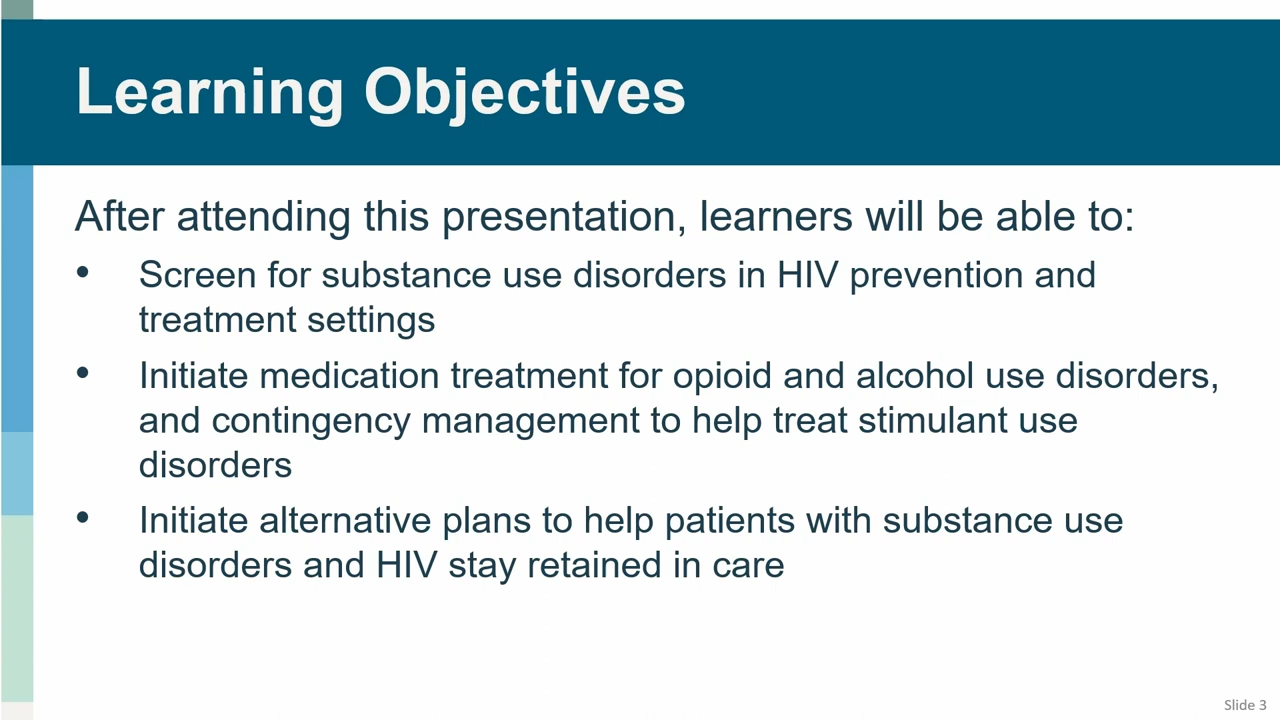 Learning Objectives
After attending this presentation, learners will be able to:
• Screen for substance use disorders in HIV prevention and
treatment settings
• Initiate medication treatment for opioid and alcohol use disorders,
and contingency management to help treat stimulant use
disorders
• Initiate alternative plans to help patients with substance use
disorders and HIV stay retained in care
Slide 3